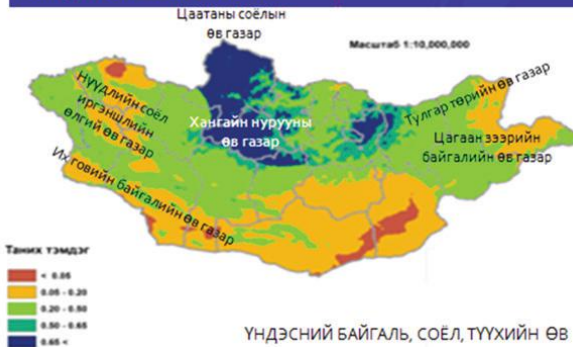 Цаатаны соёлын
өв газар
Масштаб 1:10,000,000
Нүүдлийн соёл
иргэншлийн
өлгий өв газар
Хангайн нурууны
өв газар
Тулгар төрийн өв газар
Цагаан зээрийн
байгалийн өв газар
Их говийн байгалийн өв газар
Таних тэмдэг
< 0.05
0.05 - 0.20
0.20 - 0.50
0.50 - 0.65
0.65 <
ҮНДЭСНИЙ БАЙГАЛЬ, СОЁЛ, ТҮҮХИЙН ӨВ